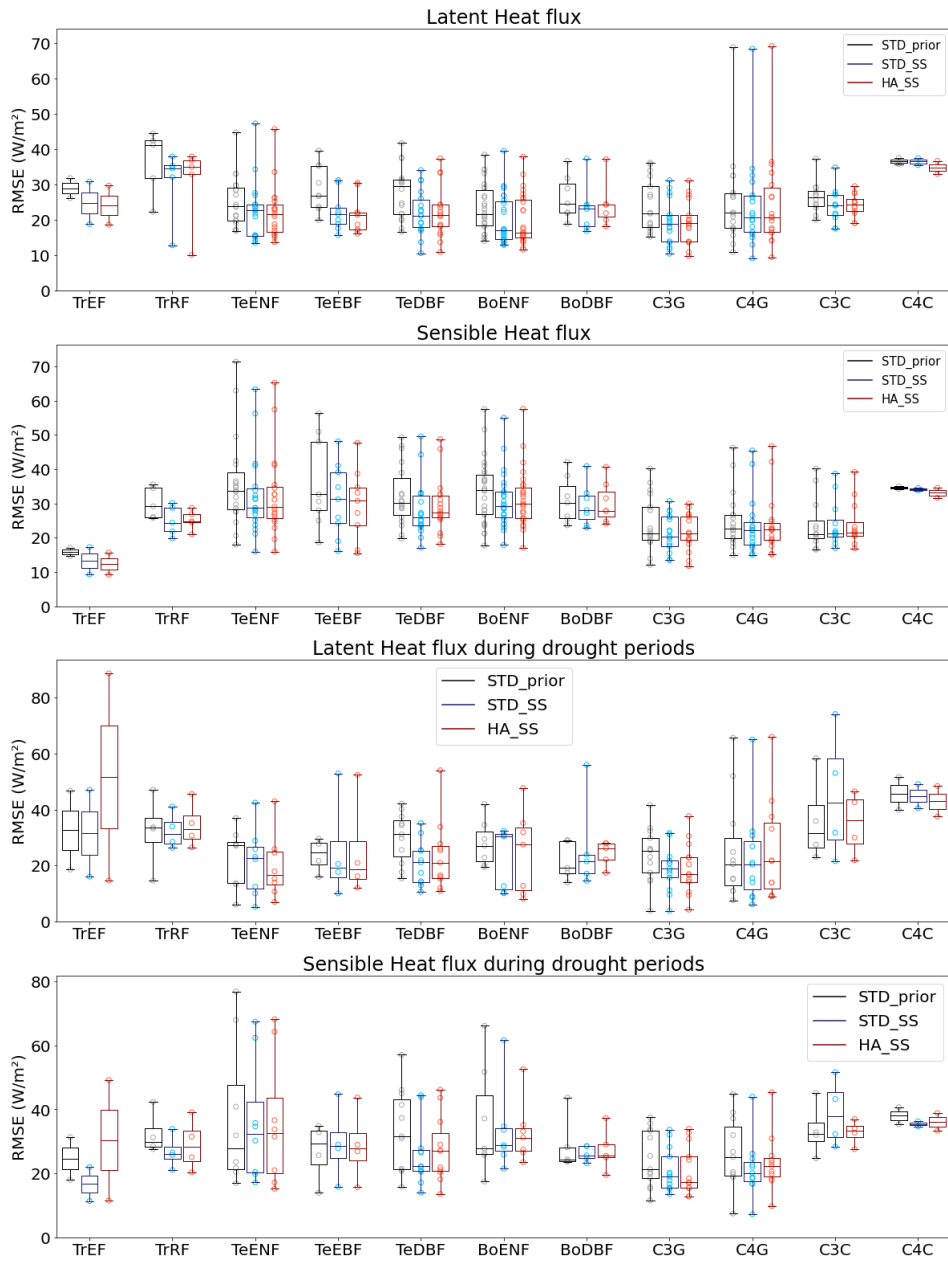 Latent Heat flux
RMSE (W/m²)
70
60
50
40
30
20
10
0
STD_prior
STD_SS
HA_SS
TrEF TrRF TeENF TeEBF TeDBF BoENF BoDBF C3G C4G C3C C4C
Sensible Heat flux
RMSE (W/m²)
70
60
50
40
30
20
10
0
STD_prior
STD_SS
HA_SS
TrEF TrRF TeENF TeEBF TeDBF BoENF BoDBF C3G C4G C3C C4C
Latent Heat flux during drought periods
RMSE (W/m²)
80
60
40
20
0
STD_prior
STD_SS
HA_SS
TrEF TrRF TeENF TeEBF TeDBF BoENF BoDBF C3G C4G C3C C4C
Sensible Heat flux during drought periods
RMSE (W/m²)
80
60
40
20
0
STD_prior
STD_SS
HA_SS
TrEF TrRF TeENF TeEBF TeDBF BoENF BoDBF C3G C4G C3C C4C